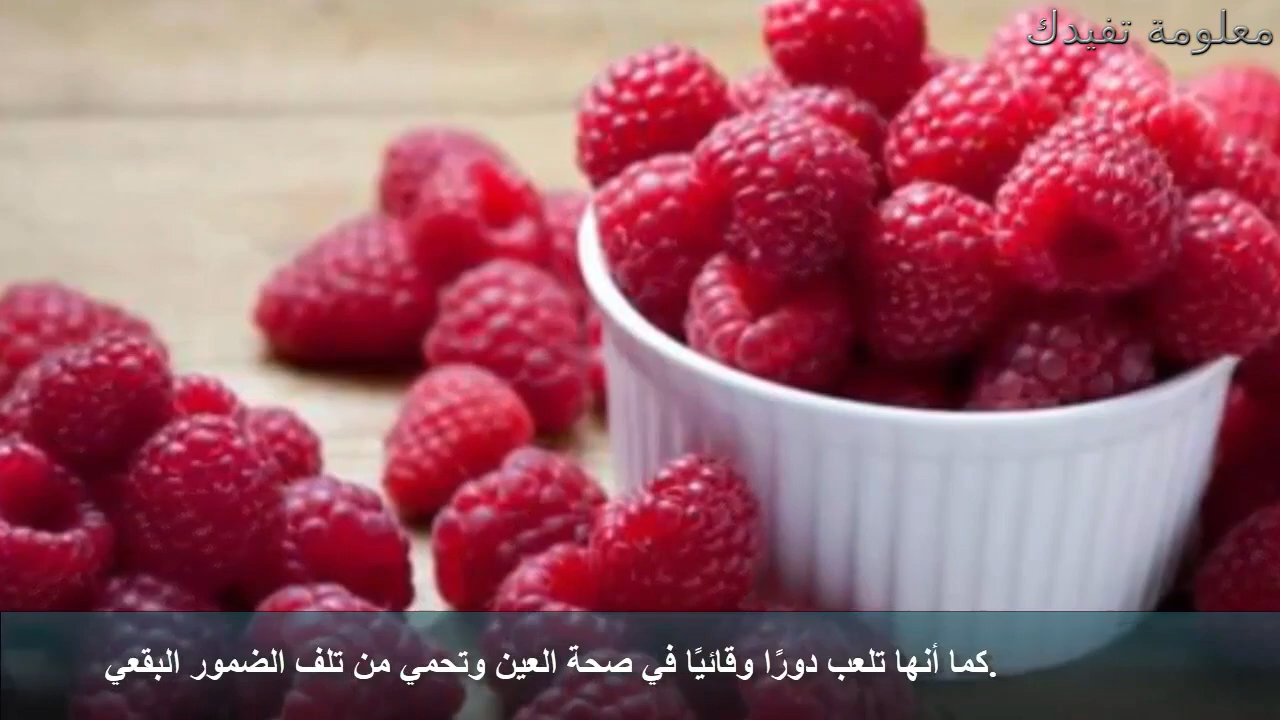 معلومة تفيدك
كما أنها تلعب دورًا وقائيًا في صحة العين وتحمي من تلف الضمور البقعي.